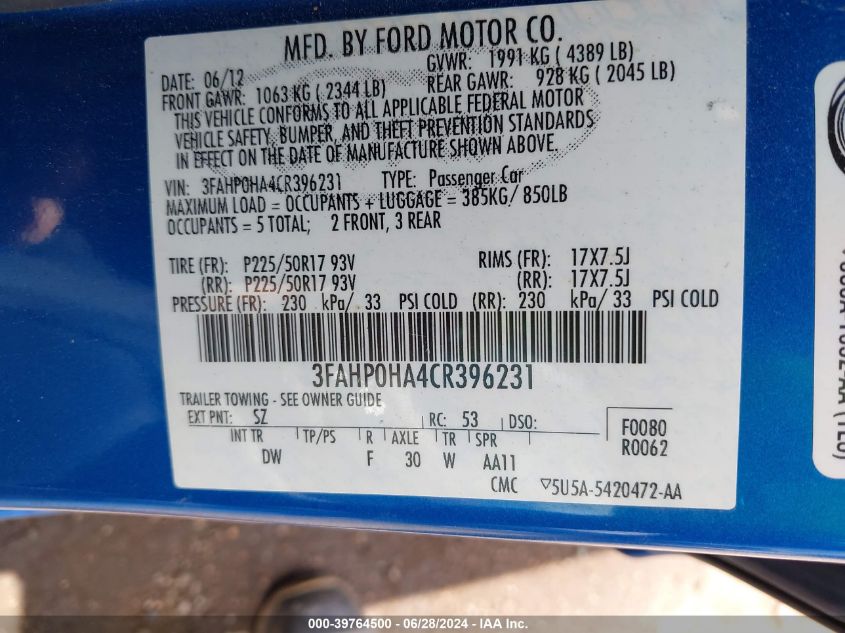 MFD. BY FORD MOTOR CO.
DATE: 06/12 GVWR: 1991 KG ( 4389 LB)
FRONT GAWR: 1063 KG ( 2344 LB) REAR GAWR: 928 KG ( 2045 LB)
THIS VEHICLE CONFORMS TO ALL APPLICABLE FEDERAL MOTOR
VEHICLE SAFETY, BUMPER, AND THEFT PREVENTION STANDARDS
IN EFFECT ON THE DATE OF MANUFACTURE SHOWN ABOVE.
VIN: 3FAHP0HA4CR396231 TYPE: Passenger Car
MAXIMUM LOAD = OCCUPANTS + LUGGAGE = 385KG/ 850LB
OCCUPANTS = 5 TOTAL; 2 FRONT, 3 REAR
TIRE (FR): P225/50R17 93V RIMS (FR): 17X7.5J
(RR): P225/50R17 93V (RR): 17X7.5J
PRESSURE (FR): 230 kPa/ 33 PSI COLD (RR): 230 kPa/ 33 PSI COLD
3FAHP0HA4CR396231
TRAILER TOWING - SEE OWNER GUIDE
EXT PNT: SZ RC: 53 DSO: F0080
INT TR TP/PS R AXLE TR SPR R0062
DW F 30 W AA11
CMC ▽5U5A-5420472-AA
000-39764500 - 06/28/2024 - IAA Inc.